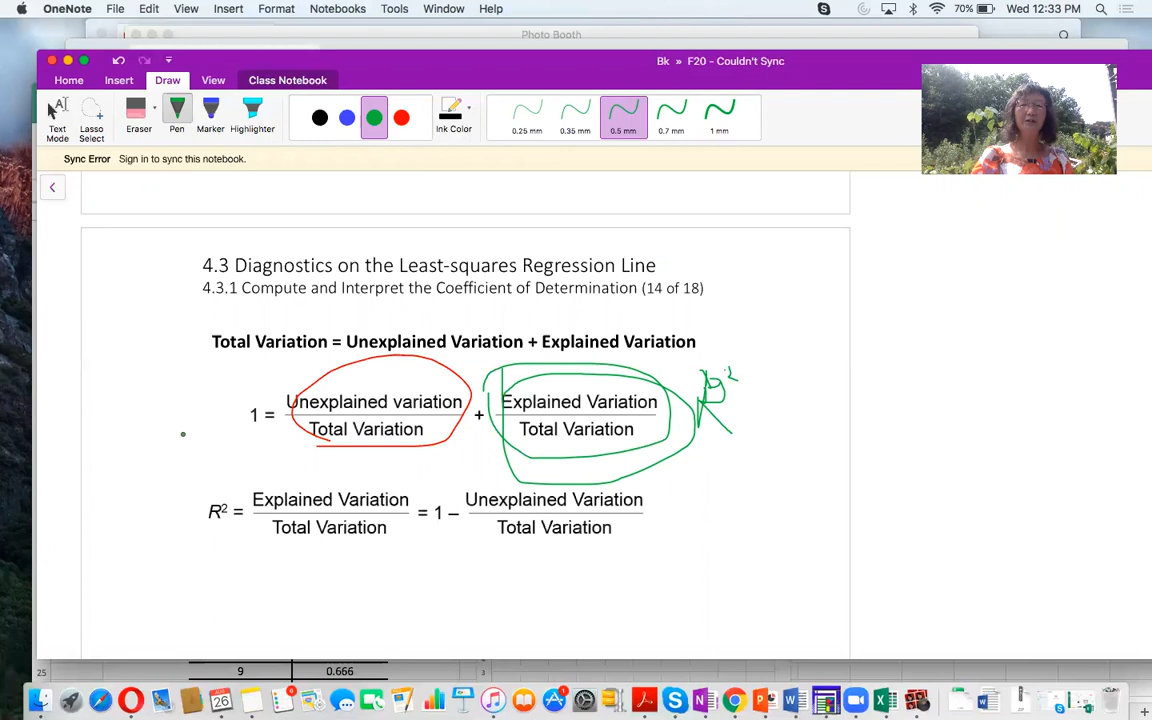 OneNote File Edit View Insert Format Notebooks Tools Window Help 70% Wed 12:33 PM
Photo Booth
Bk » F20 - Couldn't Sync
Home Insert Draw View Class Notebook
Text Mode Lasso Select Eraser Pen Marker Highlighter Ink Color 0.25 mm 0.35 mm 0.5 mm 0.7 mm 1 mm
Sync Error Sign in to sync this notebook.
4.3 Diagnostics on the Least-squares Regression Line
4.3.1 Compute and Interpret the Coefficient of Determination (14 of 18)
Total Variation = Unexplained Variation + Explained Variation
1 = Unexplained variation / Total Variation + Explained Variation / Total Variation
R² = Explained Variation / Total Variation = 1 – Unexplained Variation / Total Variation
25 9 0.666 3